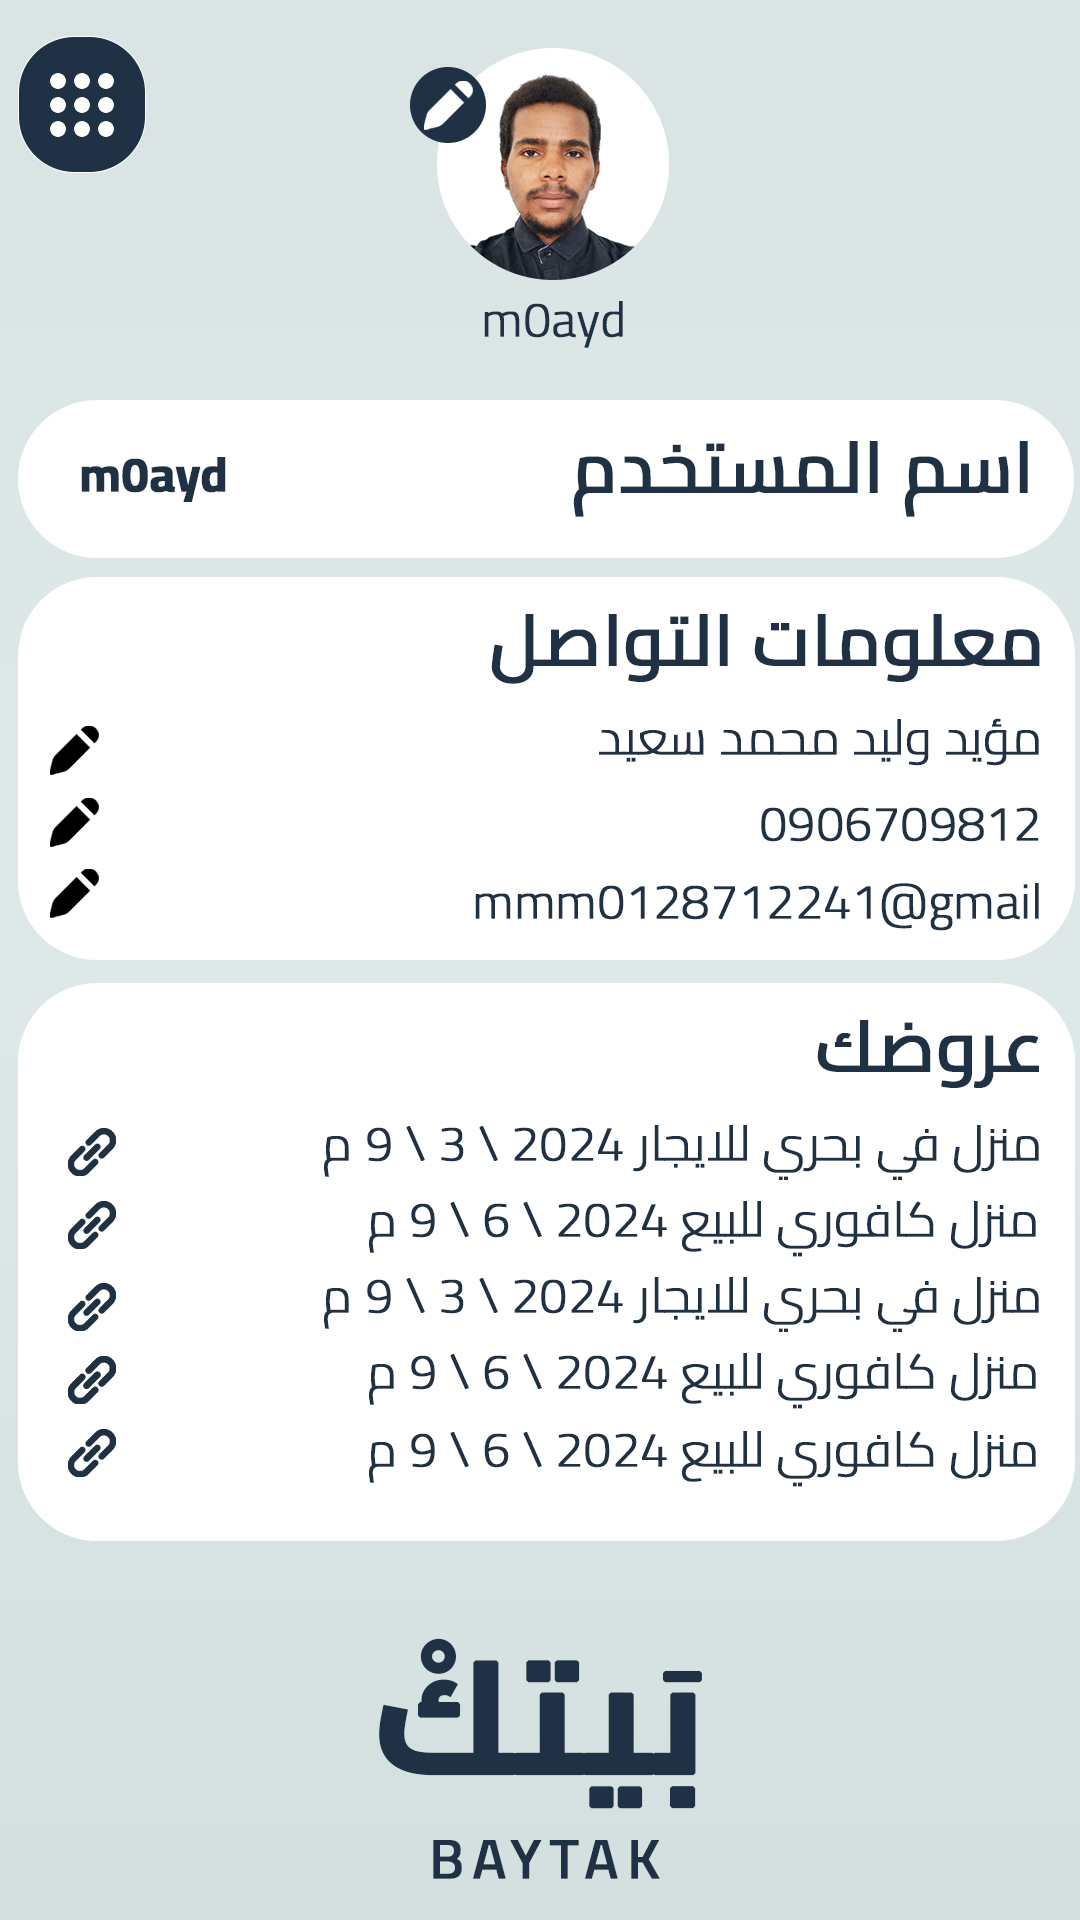 m0ayd
اسم المستخدم
m0ayd
معلومات التواصل
مؤيد وليد محمد سعيد
0906709812
mmm0128712241@gmail
عروضك
منزل في بحري للايجار 2024 \ 3 \ 9 م
منزل كافوري للبيع 2024 \ 6 \ 9 م
منزل في بحري للايجار 2024 \ 3 \ 9 م
منزل كافوري للبيع 2024 \ 6 \ 9 م
منزل كافوري للبيع 2024 \ 6 \ 9 م
بَيتكْ
BAYTAK